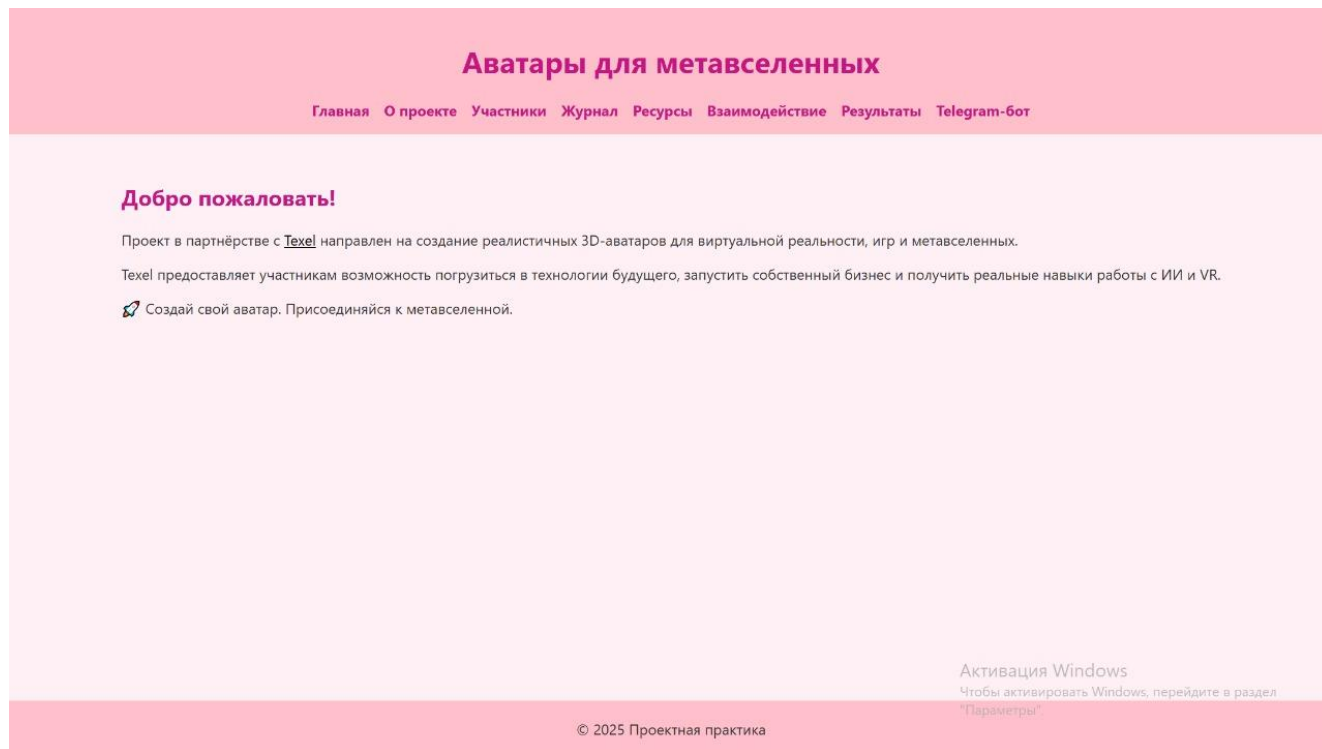 Аватары для метавселенных
Главная О проекте Участники Журнал Ресурсы Взаимодействие Результаты Telegram-бот
Добро пожаловать!
Проект в партнёрстве с Texel направлен на создание реалистичных 3D-аватаров для виртуальной реальности, игр и метавселенных.
Texel предоставляет участникам возможность погрузиться в технологии будущего, запустить собственный бизнес и получить реальные навыки работы с ИИ и VR.
🚀 Создай свой аватар. Присоединяйся к метавселенной.
Активация Windows
Чтобы активировать Windows, перейдите в раздел
"Параметры".
© 2025 Проектная практика